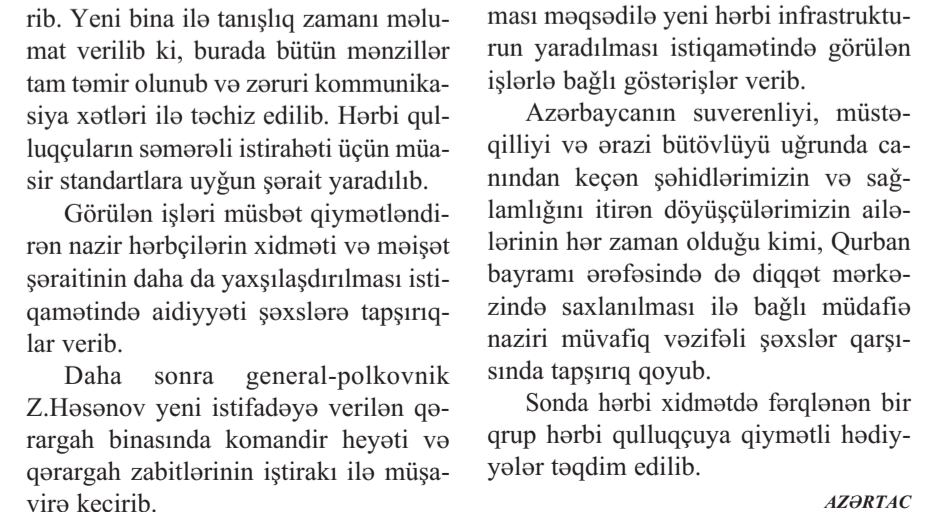 rib. Yeni bina ilə tanışlıq zamanı məlu-
mat verilib ki, burada bütün mənzillər
tam təmir olunub və zəruri kommunika-
siya xətləri ilə təchiz edilib. Hərbi qul-
luqçuların səmərəli istirahəti üçün müa-
sir standartlara uyğun şərait yaradılıb.
Görülən işləri müsbət qiymətləndi-
rən nazir hərbçilərin xidməti və məişət
şəraitinin daha da yaxşılaşdırılması isti-
qamətində aidiyyəti şəxslərə tapşırıq-
lar verib.
Daha sonra general-polkovnik
Z.Həsənov yeni istifadəyə verilən qə-
rargah binasında komandir heyəti və
qərargah zabitlərinin iştirakı ilə müşa-
virə keçirib.
ması məqsədilə yeni hərbi infrastruktu-
run yaradılması istiqamətində görülən
işlərlə bağlı göstərişlər verib.
Azərbaycanın suverenliyi, müstə-
qilliyi və ərazi bütövlüyü uğrunda ca-
nından keçən şəhidlərimizin və sağ-
lamlığını itirən döyüşçülərimizin ailə-
lərinin hər zaman olduğu kimi, Qurban
bayramı ərəfəsində də diqqət mərkə-
zində saxlanılması ilə bağlı müdafiə
naziri müvafiq vəzifəli şəxslər qarşı-
sında tapşırıq qoyub.
Sonda hərbi xidmətdə fərqlənən bir
qrup hərbi qulluqçuya qiymətli hədiy-
yələr təqdim edilib.
AZƏRTAC